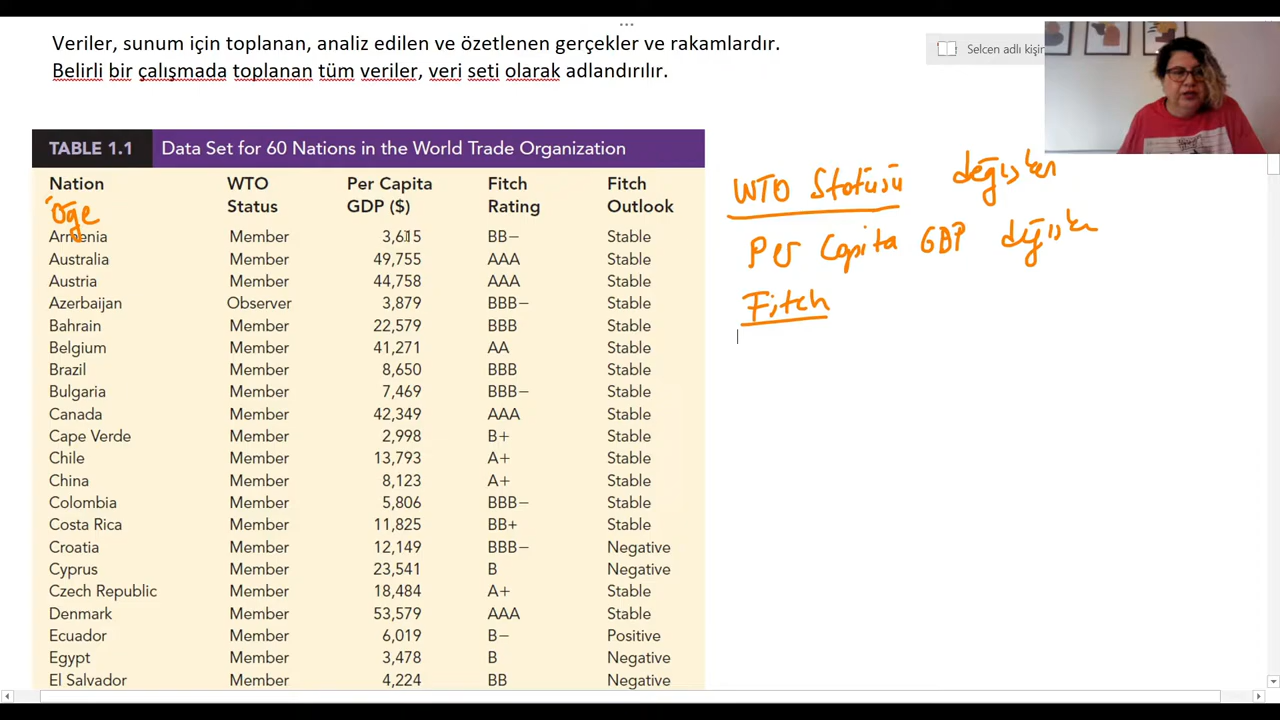 Veriler, sunum için toplanan, analiz edilen ve özetlenen gerçekler ve rakamlardır.
Belirli bir çalışmada toplanan tüm veriler, veri seti olarak adlandırılır.
Selcen adlı kişin
TABLE 1.1 Data Set for 60 Nations in the World Trade Organization
Nation WTO Status Per Capita GDP ($) Fitch Rating Fitch Outlook
öğe
Armenia Member 3,615 BB− Stable
Australia Member 49,755 AAA Stable
Austria Member 44,758 AAA Stable
Azerbaijan Observer 3,879 BBB− Stable
Bahrain Member 22,579 BBB Stable
Belgium Member 41,271 AA Stable
Brazil Member 8,650 BBB Stable
Bulgaria Member 7,469 BBB− Stable
Canada Member 42,349 AAA Stable
Cape Verde Member 2,998 B+ Stable
Chile Member 13,793 A+ Stable
China Member 8,123 A+ Stable
Colombia Member 5,806 BBB− Stable
Costa Rica Member 11,825 BB+ Stable
Croatia Member 12,149 BBB− Negative
Cyprus Member 23,541 B Negative
Czech Republic Member 18,484 A+ Stable
Denmark Member 53,579 AAA Stable
Ecuador Member 6,019 B− Positive
Egypt Member 3,478 B Negative
El Salvador Member 4,224 BB Negative
WTO Statüsü değişken
Per Capita GDP değişke
Fitch